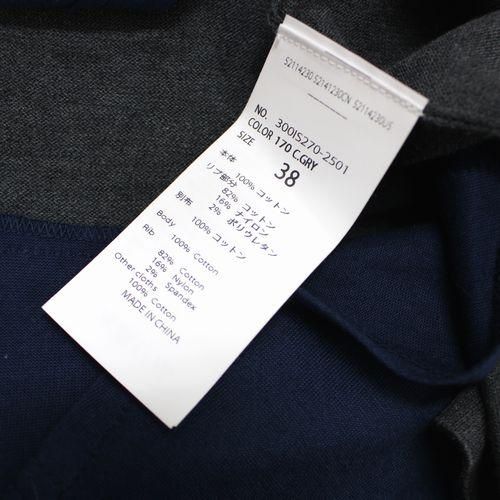 52114230 52141230CN 52114230US
NO. 300IS270-2501
COLOR 170 C.GRY
SIZE 38
本体
100% コットン
リブ部分
82% コットン
16% ナイロン
2% ポリウレタン
別布
100% コットン
Body
100% Cotton
Rib
82% Cotton
16% Nylon
2% Spandex
Other cloths
100% Cotton
MADE IN CHINA